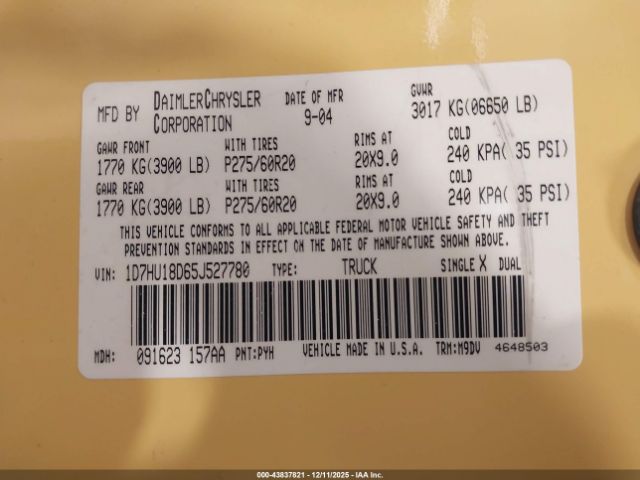 MFD BY DAIMLERCHRYSLER CORPORATION DATE OF MFR 9-04 GVWR 3017 KG(06650 LB)
GAWR FRONT WITH TIRES RIMS AT COLD
1770 KG(3900 LB) P275/60R20 20X9.0 240 KPA( 35 PSI)
GAWR REAR WITH TIRES RIMS AT COLD
1770 KG(3900 LB) P275/60R20 20X9.0 240 KPA( 35 PSI)
THIS VEHICLE CONFORMS TO ALL APPLICABLE FEDERAL MOTOR VEHICLE SAFETY AND THEFT
PREVENTION STANDARDS IN EFFECT ON THE DATE OF MANUFACTURE SHOWN ABOVE.
VIN: 1D7HU18D65J527780 TYPE: TRUCK SINGLE X DUAL
MDH: 091623 157AA PNT:PYH VEHICLE MADE IN U.S.A. TRM:M9DV 4648503
000-43837821 - 12/11/2025 - IAA Inc.